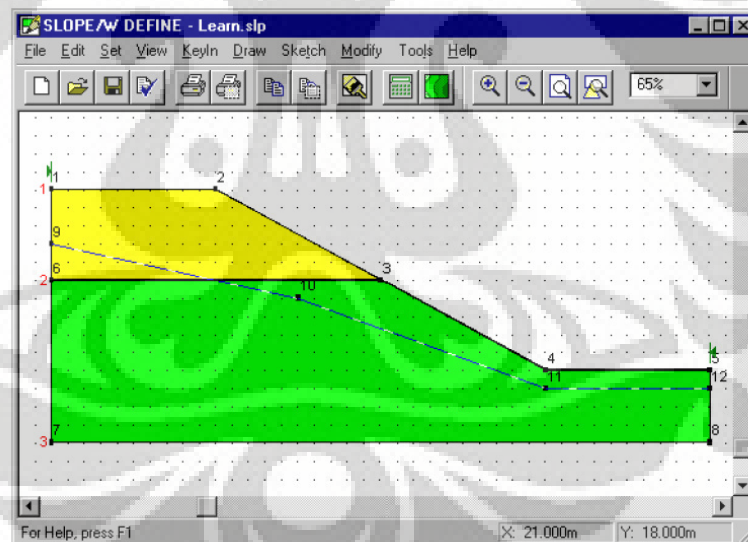 SLOPE/W DEFINE - Learn.slp
File Edit Set View KeyIn Draw Sketch Modify Tools Help
65%
1 1 2
9
2 6 10 3
4 5
11 12
3 7 8
For Help, press F1 X: 21.000m Y: 18.000m